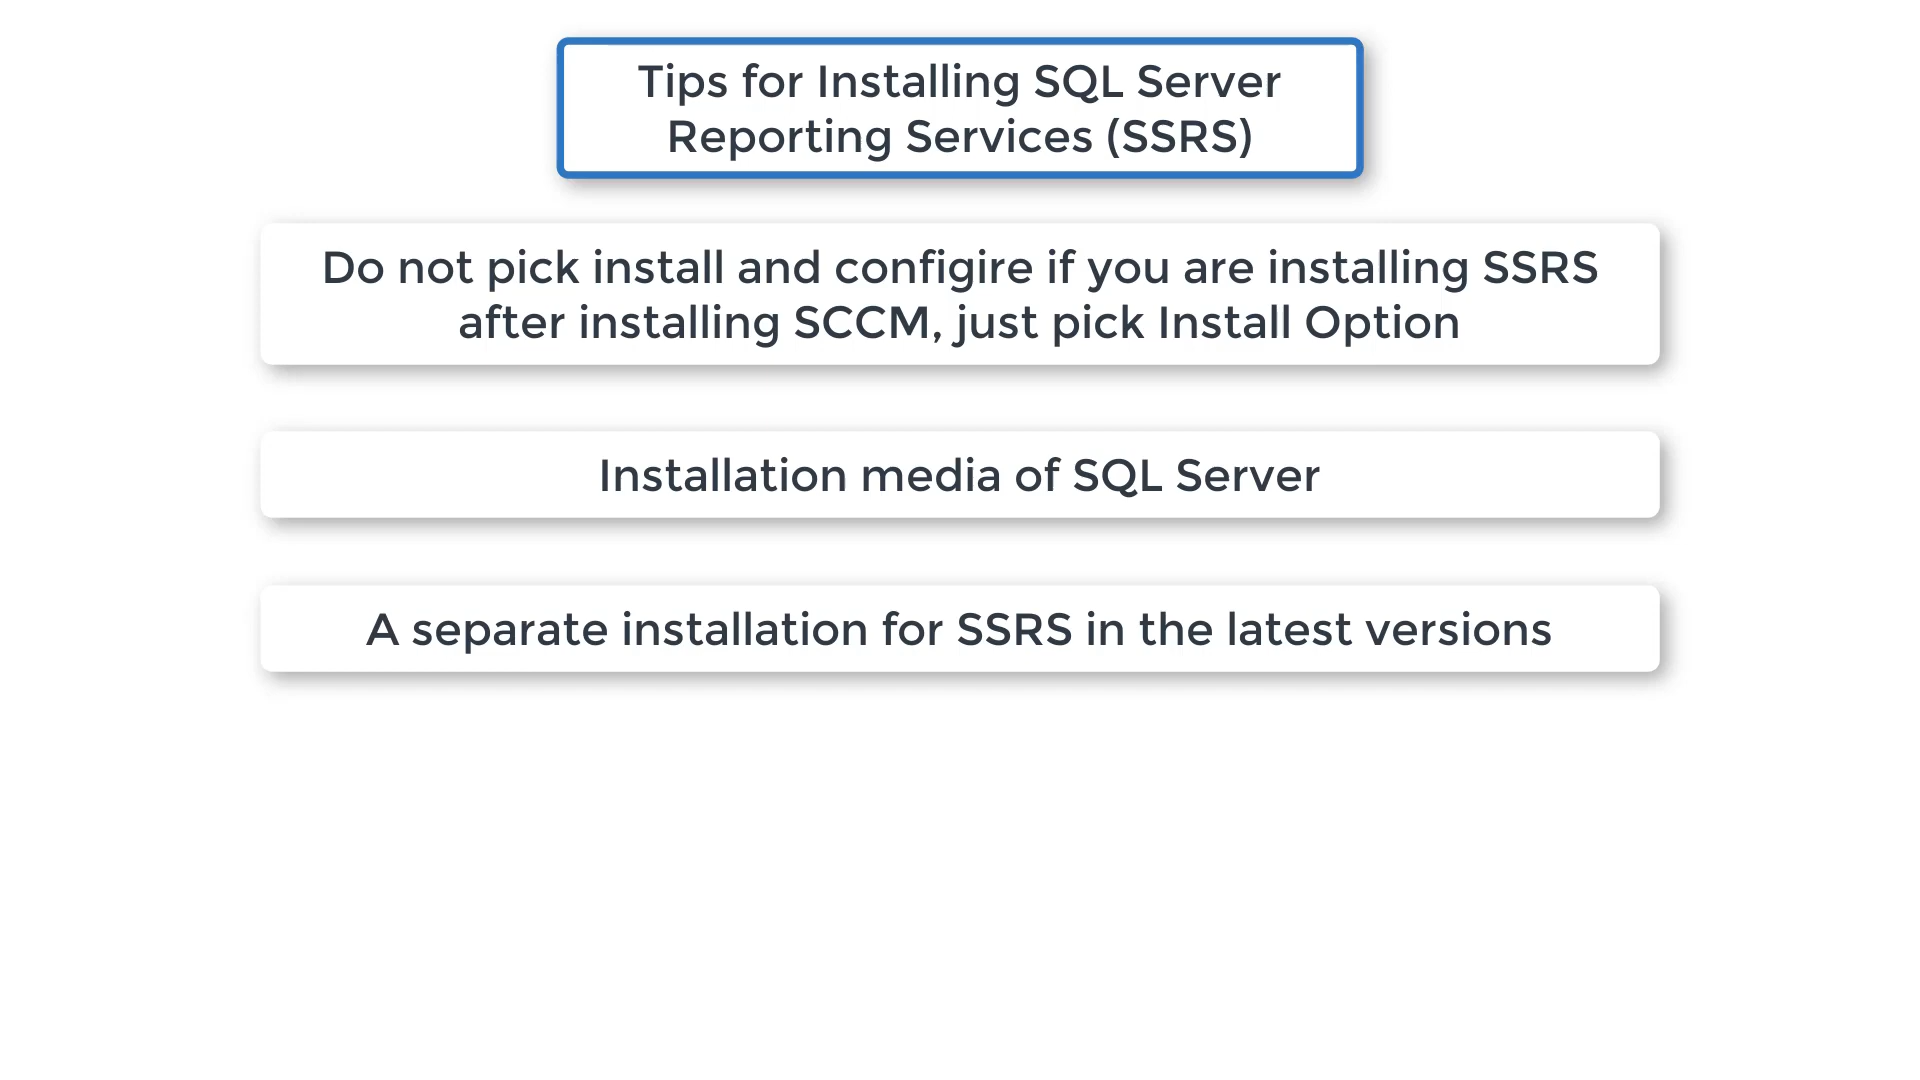 Tips for Installing SQL Server
Reporting Services (SSRS)
Do not pick install and configire if you are installing SSRS
after installing SCCM, just pick Install Option
Installation media of SQL Server
A separate installation for SSRS in the latest versions